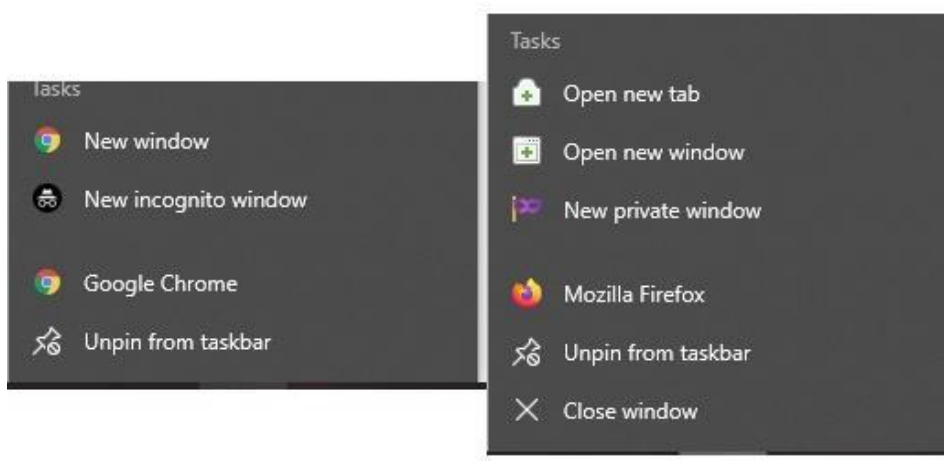 Tasks
New window
New incognito window
Google Chrome
Unpin from taskbar
Tasks
Open new tab
Open new window
New private window
Mozilla Firefox
Unpin from taskbar
Close window